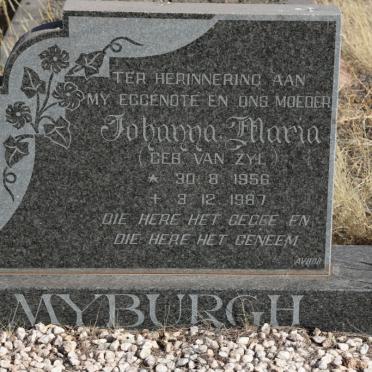 TER HERINNERING AAN
MY EGGENOTE EN ONS MOEDER
Johanna Maria
(GEB. VAN ZYL)
* 30. 8. 1956
+ 3. 12. 1987
DIE HERE HET GEGEE EN
DIE HERE HET GENEEM
MYBURGH